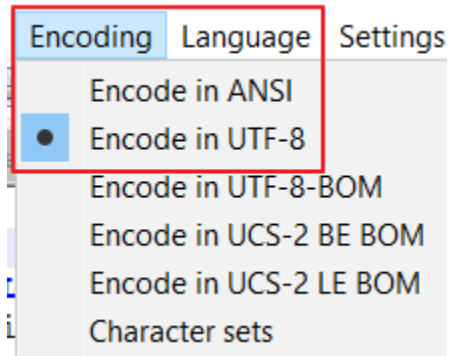 Encoding Language Settings
Encode in ANSI
Encode in UTF-8
Encode in UTF-8-BOM
Encode in UCS-2 BE BOM
Encode in UCS-2 LE BOM
Character sets